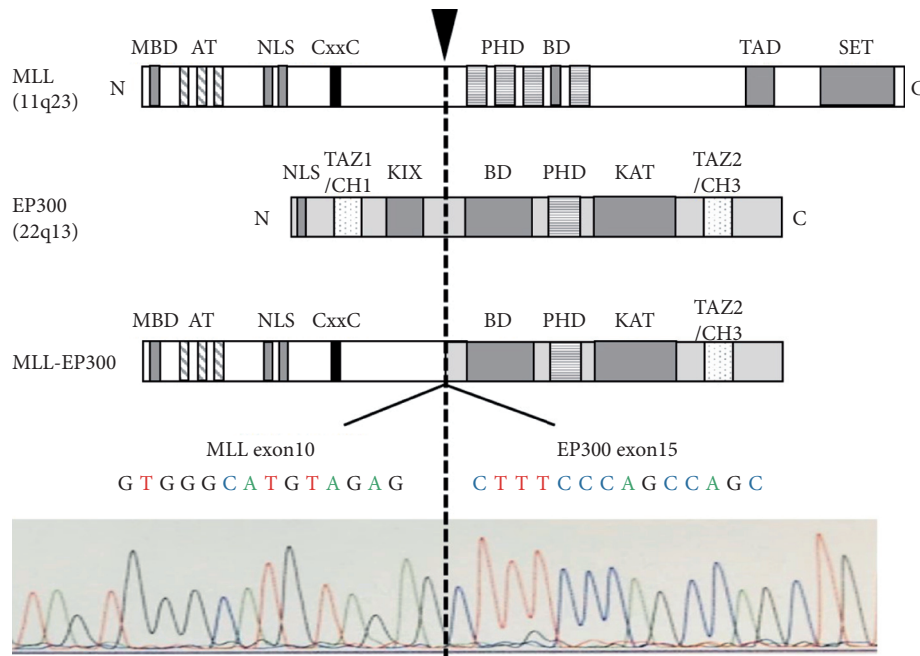 MBD AT NLS CxxC PHD BD TAD SET
MLL
(11q23)
N C
NLS TAZ1
/CH1 KIX BD PHD KAT TAZ2
/CH3
EP300
(22q13)
N C
MBD AT NLS CxxC BD PHD KAT TAZ2
/CH3
MLL-EP300
MLL exon10 EP300 exon15
G T G G G C A T G T A G A G C T T T C C C A G C C A G C